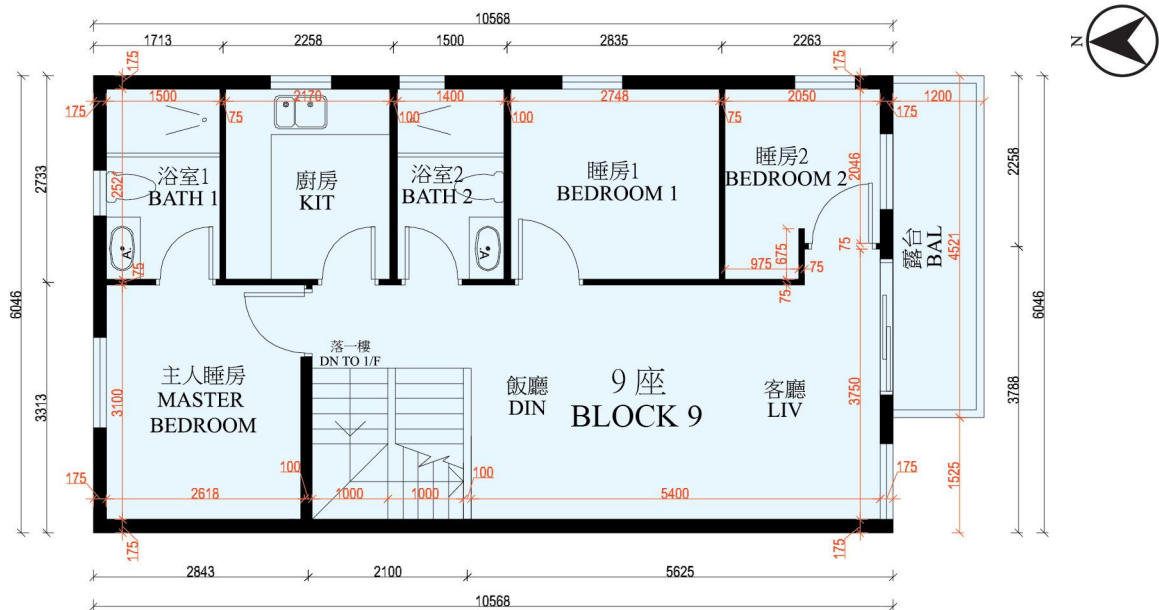 10568
1713 2258 1500 2835 2263
N
175 175
1500 2170 1400 2748 2050
175 75 100 100 75 175 1200
6046 2733 3313
2521
浴室1
BATH 1
廚房
KIT
浴室2
BATH 2
睡房1
BEDROOM 1
睡房2
BEDROOM 2
2046
露台
BAL
4521
2258
3788
6046
"A" "A"
75
975 675 75 75
75
落一樓
DN TO 1/F
主人睡房
MASTER
BEDROOM
3100
飯廳
DIN
9 座
BLOCK 9
客廳
LIV
3750
1525
175 100 100 175
2618 1000 1000 5400
175 175
2843 2100 5625
10568